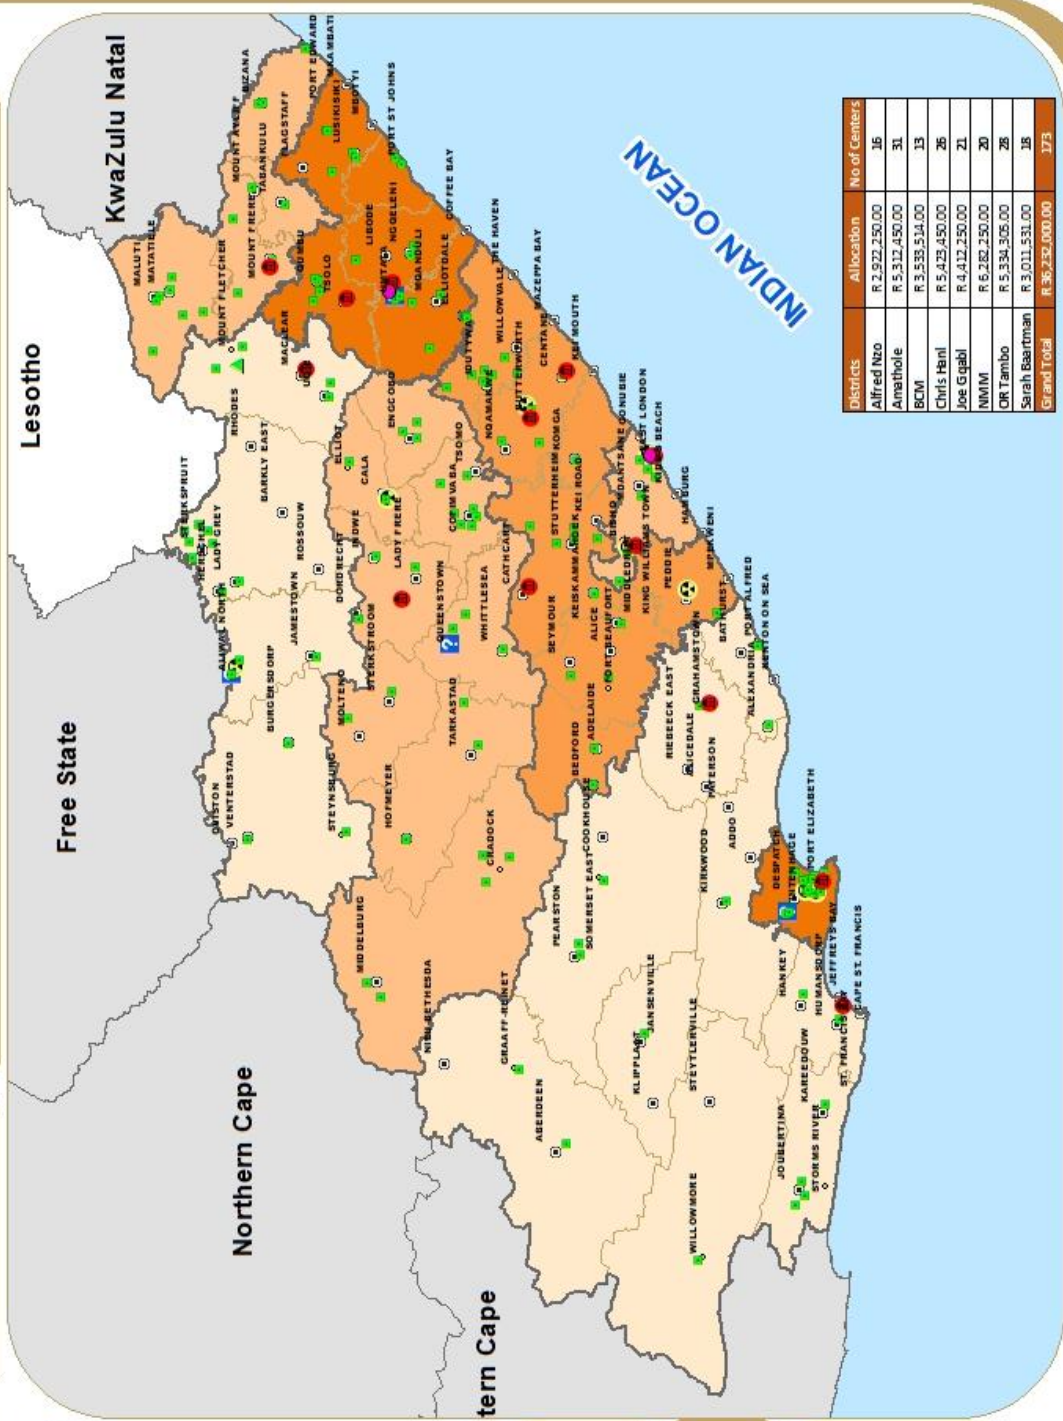 Lesotho
KwaZulu Natal
Free State
Northern Cape
tern Cape
INDIAN OCEAN
MALUTI
MATATIELE
MOUNT FLETCHER
MOUNT FRERE
MOUNT AYLIFF
TABANKULU
BIZANA
FLAGSTAFF
PORT EDWARD
LUSIKISIKI
MBOTYI
PORT ST JOHNS
QUMBU
TSOLO
LIBODE
NGQELENI
MQANDULI
COFFEE BAY
ELLIOTDALE
THE HAVEN
WILLOWVALE
MAZEPPA BAY
CENTANE
BUTTERWORTH
NQAMAKWE
KEI MOUTH
MACLEAR
UGIE
RHODES
BARKLY EAST
ELLIOT
CALA
ENGCOBO
TSOMO
COFIMVABA
STERKSPRUIT
HERSCHEL
LADY GREY
ROSSOUW
INDWE
DORDRECHT
LADY FRERE
ALIWAL NORTH
JAMESTOWN
BURGERSDORP
STERKSTROOM
MOLTENO
QUEENSTOWN
WHITTLESEA
CATHCART
OVISTON
VENTERSTAD
STEYNSBURG
HOFMEYER
TARKASTAD
CRADOCK
MIDDELBURG
STUTTERHEIM
KOMGA
KEI ROAD
KEISKAMMAHOEK
SEYMOUR
ALICE
FORT BEAUFORT
MIDDLEDRIFT
BISHO
KING WILLIAMS TOWN
MDANTSANE
GONUBIE
EAST LONDON
KIDDS BEACH
HAMBURG
PEDDIE
MPEKWENI
BEDFORD
ADELAIDE
RIEBEECK EAST
GRAHAMSTOWN
BATHURST
PORT ALFRED
KENTON ON SEA
ALEXANDRIA
ALICEDALE
PATERSON
ADDO
KIRKWOOD
COOKHOUSE
SOMERSET EAST
PEARSTON
NIEU-BETHESDA
GRAAFF-REINET
ABERDEEN
JANSENVILLE
KLIPPLAAT
STEYTLERVILLE
WILLOWMORE
DESPATCH
UITENHAGE
PORT ELIZABETH
HANKEY
HUMANSDORP
JEFFREYS BAY
CAPE ST. FRANCIS
ST. FRANCIS BAY
KAREEDOUW
JOUBERTINA
STORMS RIVER
Districts Allocation No of Centers
Alfred Nzo R 2,922,250.00 16
Amathole R 5,312,450.00 31
BCM R 3,533,514.00 13
Chris Hani R 5,423,450.00 26
Joe Gqabi R 4,412,250.00 21
NMM R 6,282,250.00 20
OR Tambo R 5,334,305.00 28
Sarah Baartman R 3,011,531.00 18
Grand Total R 36,232,000.00 173